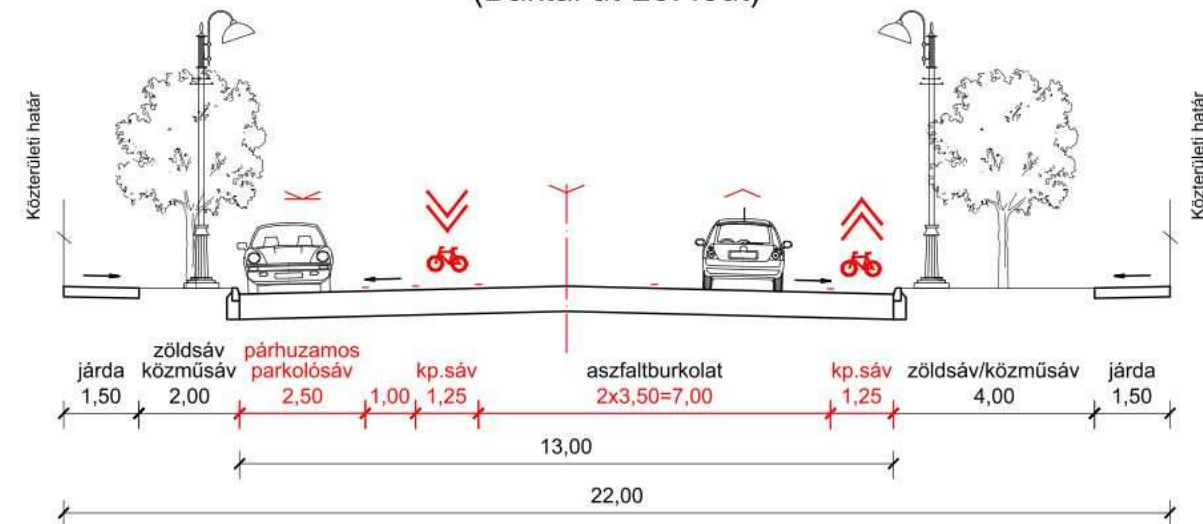 Közterületi határ
Közterületi határ
járda
1,50
zöldsáv
közműsáv
2,00
párhuzamos
parkolósáv
2,50
1,00
kp.sáv
1,25
aszfaltburkolat
2x3,50=7,00
kp.sáv
1,25
zöldsáv/közműsáv
4,00
járda
1,50
13,00
22,00